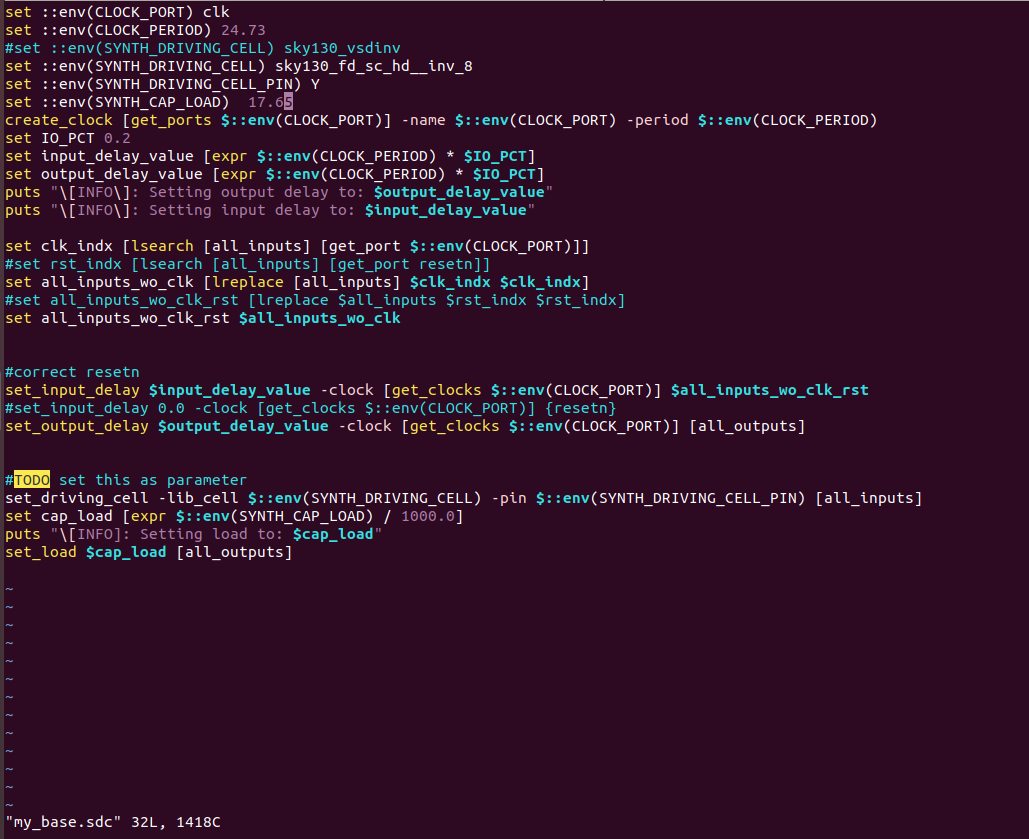 set ::env(CLOCK_PORT) clk
set ::env(CLOCK_PERIOD) 24.73
#set ::env(SYNTH_DRIVING_CELL) sky130_vsdinv
set ::env(SYNTH_DRIVING_CELL) sky130_fd_sc_hd__inv_8
set ::env(SYNTH_DRIVING_CELL_PIN) Y
set ::env(SYNTH_CAP_LOAD)  17.65
create_clock [get_ports $::env(CLOCK_PORT)] -name $::env(CLOCK_PORT) -period $::env(CLOCK_PERIOD)
set IO_PCT 0.2
set input_delay_value [expr $::env(CLOCK_PERIOD) * $IO_PCT]
set output_delay_value [expr $::env(CLOCK_PERIOD) * $IO_PCT]
puts "\[INFO\]: Setting output delay to: $output_delay_value"
puts "\[INFO\]: Setting input delay to: $input_delay_value"

set clk_indx [lsearch [all_inputs] [get_port $::env(CLOCK_PORT)]]
#set rst_indx [lsearch [all_inputs] [get_port resetn]]
set all_inputs_wo_clk [lreplace [all_inputs] $clk_indx $clk_indx]
#set all_inputs_wo_clk_rst [lreplace $all_inputs $rst_indx $rst_indx]
set all_inputs_wo_clk_rst $all_inputs_wo_clk

#correct resetn
set_input_delay $input_delay_value -clock [get_clocks $::env(CLOCK_PORT)] $all_inputs_wo_clk_rst
#set_input_delay 0.0 -clock [get_clocks $::env(CLOCK_PORT)] {resetn}
set_output_delay $output_delay_value -clock [get_clocks $::env(CLOCK_PORT)] [all_outputs]

#TODO set this as parameter
set_driving_cell -lib_cell $::env(SYNTH_DRIVING_CELL) -pin $::env(SYNTH_DRIVING_CELL_PIN) [all_inputs]
set cap_load [expr $::env(SYNTH_CAP_LOAD) / 1000.0]
puts "\[INFO]: Setting load to: $cap_load"
set_load $cap_load [all_outputs]

~
~
~
~
~
~
~
~
~
~
~
~
~
"my_base.sdc" 32L, 1418C